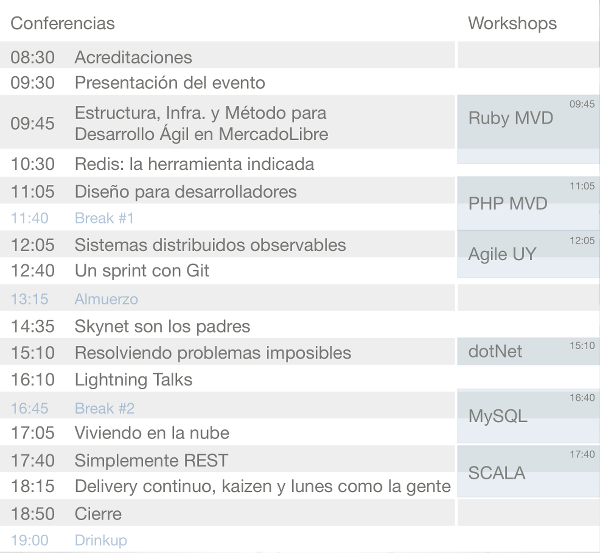 Conferencias Workshops
08:30 Acreditaciones
09:30 Presentación del evento
09:45 Estructura, Infra. y Método para
Desarrollo Ágil en MercadoLibre
Ruby MVD 09:45
10:30 Redis: la herramienta indicada
11:05 Diseño para desarrolladores
PHP MVD 11:05
11:40 Break #1
12:05 Sistemas distribuidos observables
Agile UY 12:05
12:40 Un sprint con Git
13:15 Almuerzo
14:35 Skynet son los padres
15:10 Resolviendo problemas imposibles
dotNet 15:10
16:10 Lightning Talks
16:45 Break #2
MySQL 16:40
17:05 Viviendo en la nube
17:40 Simplemente REST
SCALA 17:40
18:15 Delivery continuo, kaizen y lunes como la gente
18:50 Cierre
19:00 Drinkup